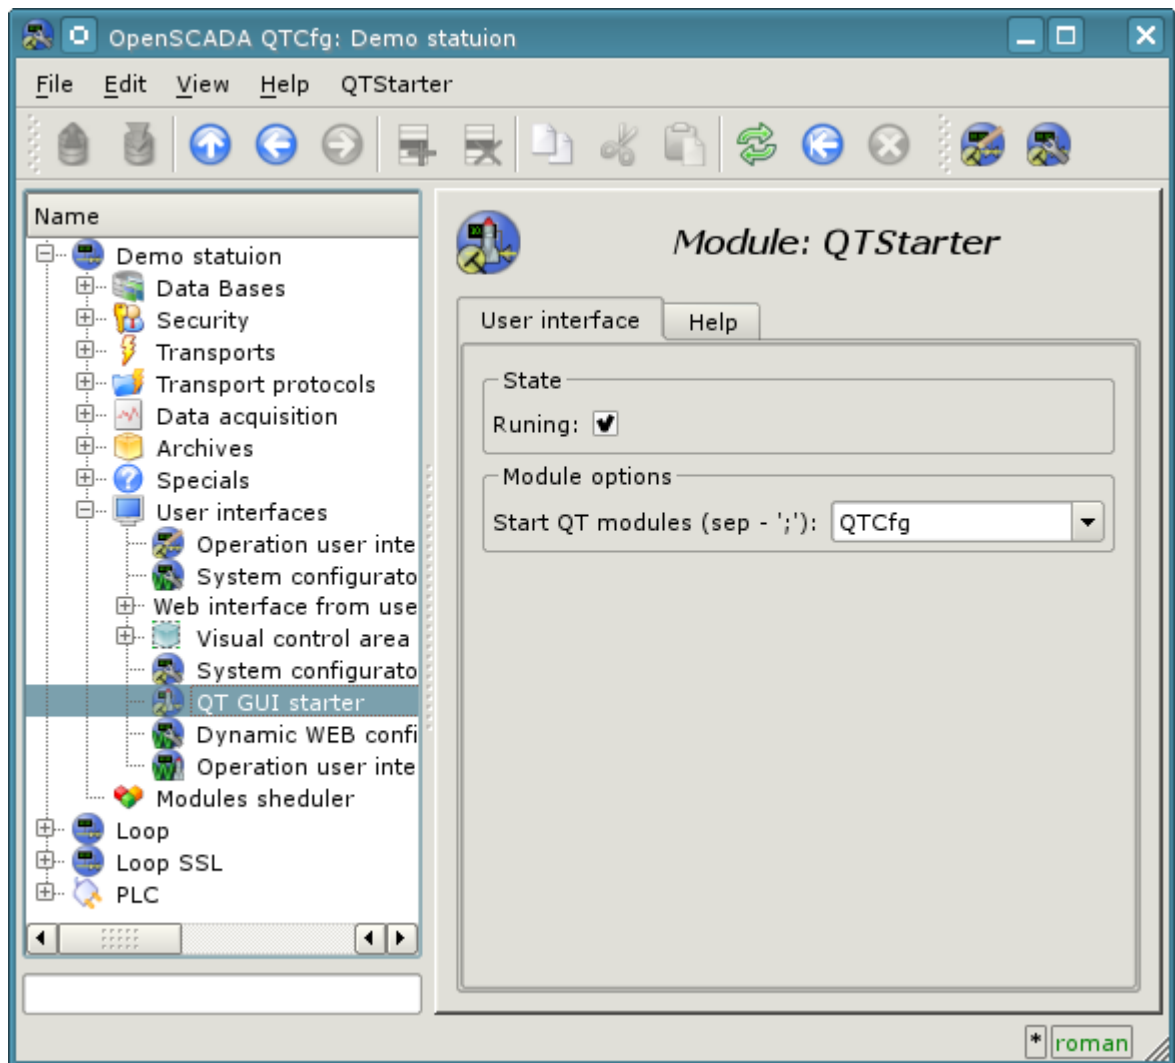 OpenSCADA QTCfg: Demo statuion
File Edit View Help QTStarter
Name
Demo statuion
Data Bases
Security
Transports
Transport protocols
Data acquisition
Archives
Specials
User interfaces
Operation user inte
System configurato
Web interface from use
Visual control area
System configurato
QT GUI starter
Dynamic WEB confi
Operation user inte
Modules sheduler
Loop
Loop SSL
PLC
Module: QTStarter
User interface Help
State
Runing:
Module options
Start QT modules (sep - ';'): QTCfg
* roman